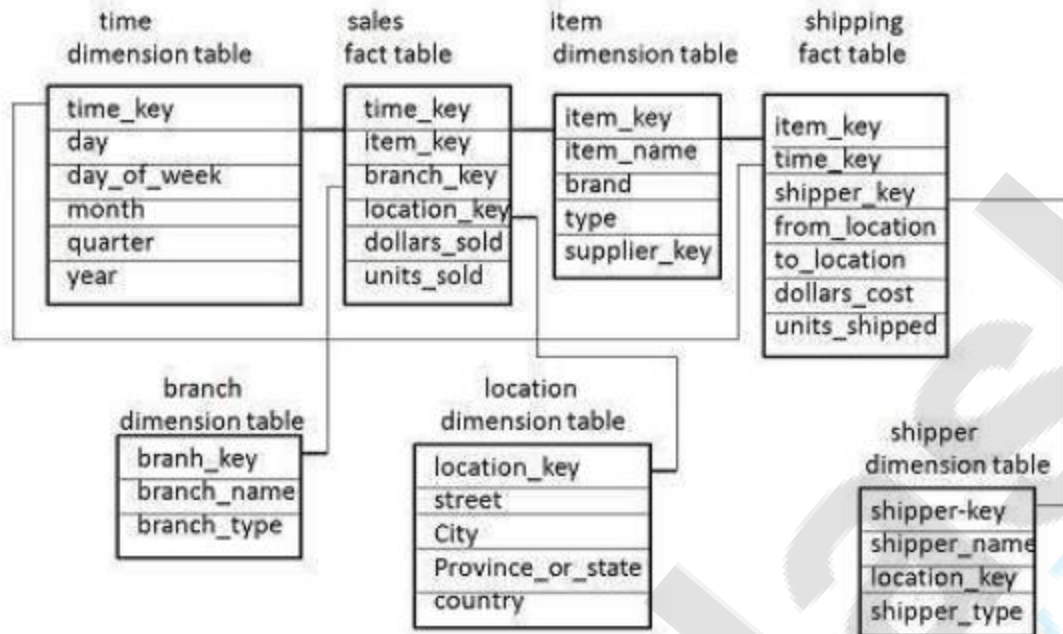 time
dimension table
time_key
day
day_of_week
month
quarter
year
sales
fact table
time_key
item_key
branch_key
location_key
dollars_sold
units_sold
item
dimension table
item_key
item_name
brand
type
supplier_key
shipping
fact table
item_key
time_key
shipper_key
from_location
to_location
dollars_cost
units_shipped
branch
dimension table
branh_key
branch_name
branch_type
location
dimension table
location_key
street
City
Province_or_state
country
shipper
dimension table
shipper-key
shipper_name
location_key
shipper_type